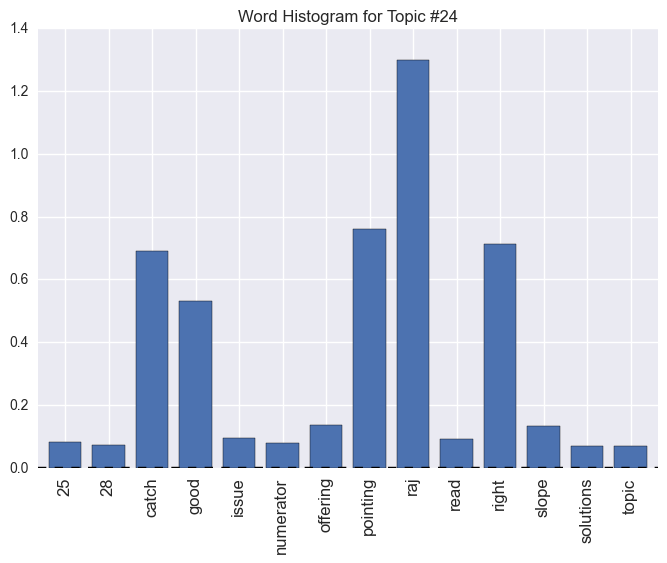 Word Histogram for Topic #24
1.4
1.2
1.0
0.8
0.6
0.4
0.2
0.0
25
28
catch
good
issue
numerator
offering
pointing
raj
read
right
slope
solutions
topic